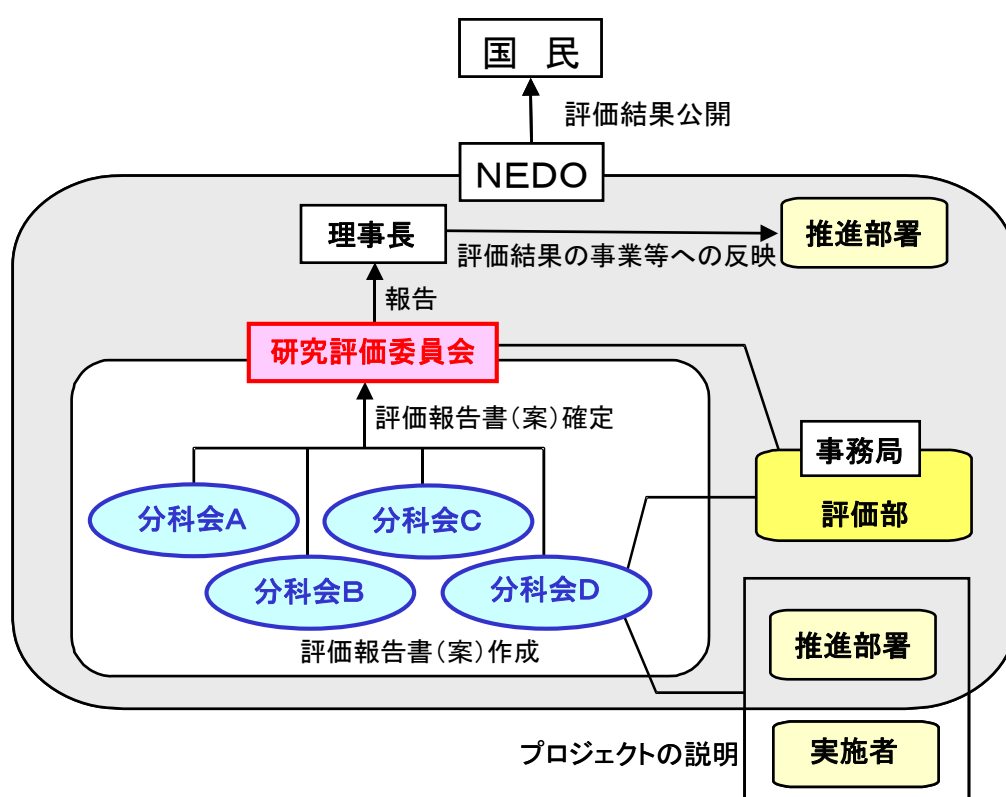 国 民
評価結果公開
NEDO
理事長
推進部署
評価結果の事業等への反映
報告
研究評価委員会
評価報告書(案)確定
事務局
評価部
分科会A
分科会C
分科会B
分科会D
評価報告書(案)作成
推進部署
プロジェクトの説明
実施者